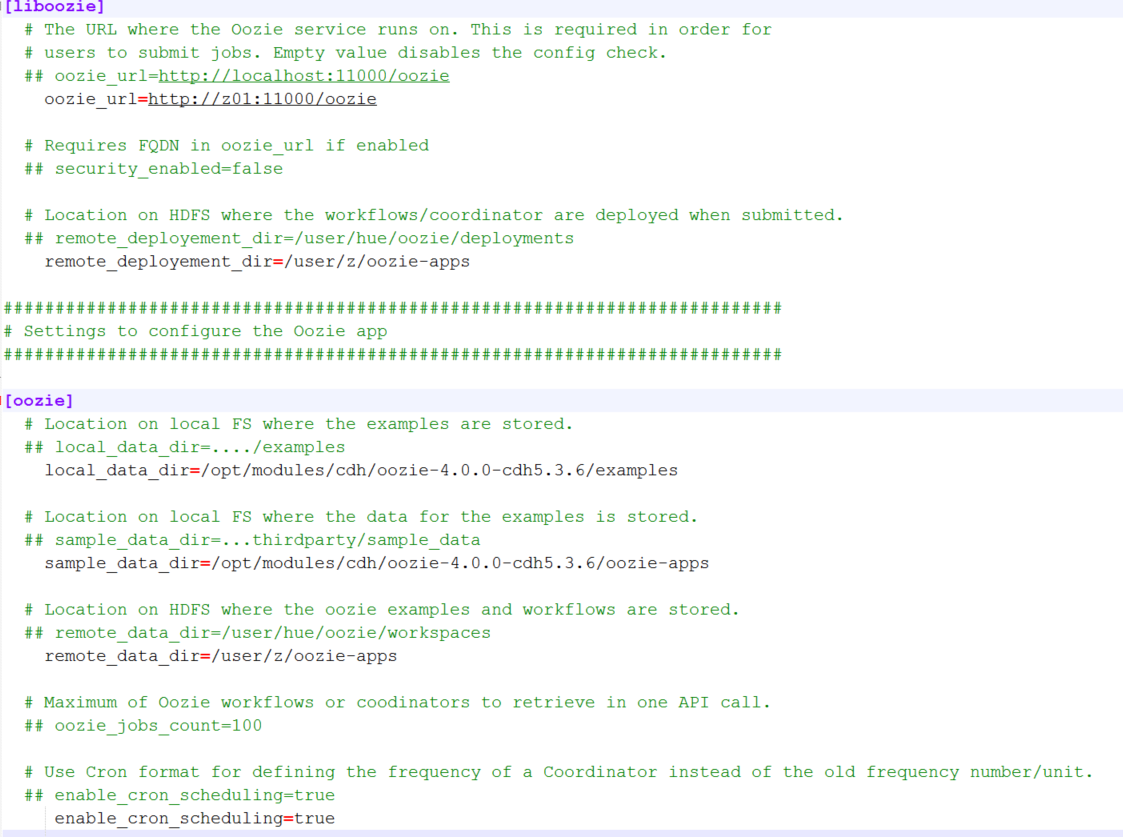 [liboozie]
# The URL where the Oozie service runs on. This is required in order for
# users to submit jobs. Empty value disables the config check.
## oozie_url=http://localhost:11000/oozie
oozie_url=http://z01:11000/oozie
# Requires FQDN in oozie_url if enabled
## security_enabled=false
# Location on HDFS where the workflows/coordinator are deployed when submitted.
## remote_deployement_dir=/user/hue/oozie/deployments
remote_deployement_dir=/user/z/oozie-apps
###########################################################################
# Settings to configure the Oozie app
###########################################################################
[oozie]
# Location on local FS where the examples are stored.
## local_data_dir=..../examples
local_data_dir=/opt/modules/cdh/oozie-4.0.0-cdh5.3.6/examples
# Location on local FS where the data for the examples is stored.
## sample_data_dir=...thirdparty/sample_data
sample_data_dir=/opt/modules/cdh/oozie-4.0.0-cdh5.3.6/oozie-apps
# Location on HDFS where the oozie examples and workflows are stored.
## remote_data_dir=/user/hue/oozie/workspaces
remote_data_dir=/user/z/oozie-apps
# Maximum of Oozie workflows or coodinators to retrieve in one API call.
## oozie_jobs_count=100
# Use Cron format for defining the frequency of a Coordinator instead of the old frequency number/unit.
## enable_cron_scheduling=true
enable_cron_scheduling=true